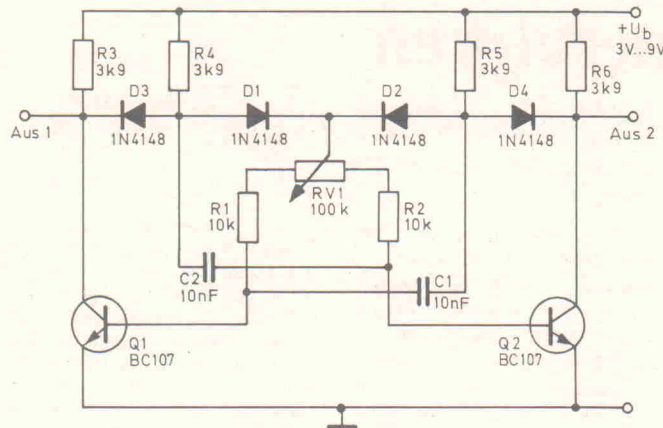 +Ub
3V...9V
R3
3k9
R4
3k9
R5
3k9
R6
3k9
D3
D1
D2
D4
Aus 1
1N4148
1N4148
1N4148
1N4148
Aus 2
RV1
100k
R1
10k
R2
10k
C2
10nF
C1
10nF
Q1
BC107
Q2
BC107